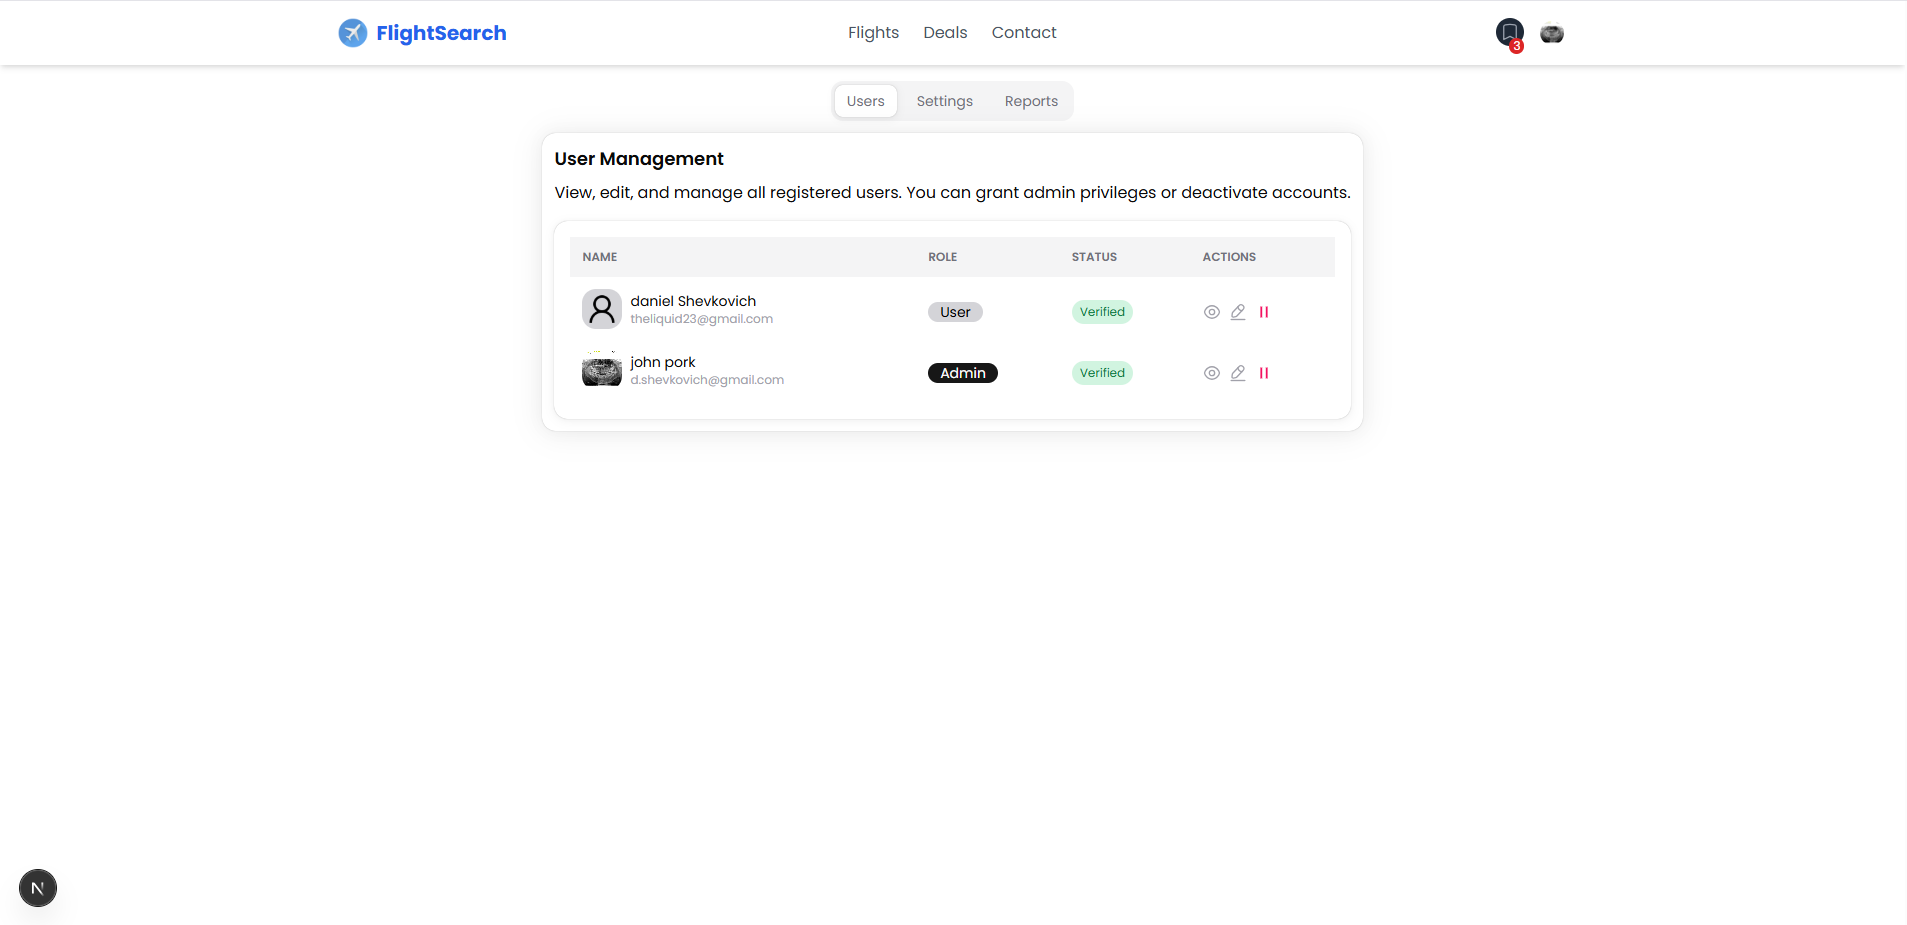 FlightSearch
Flights Deals Contact
3
Users Settings Reports
User Management
View, edit, and manage all registered users. You can grant admin privileges or deactivate accounts.
NAME ROLE STATUS ACTIONS
daniel Shevkovich
theliquid23@gmail.com
User Verified
john pork
d.shevkovich@gmail.com
Admin Verified
N